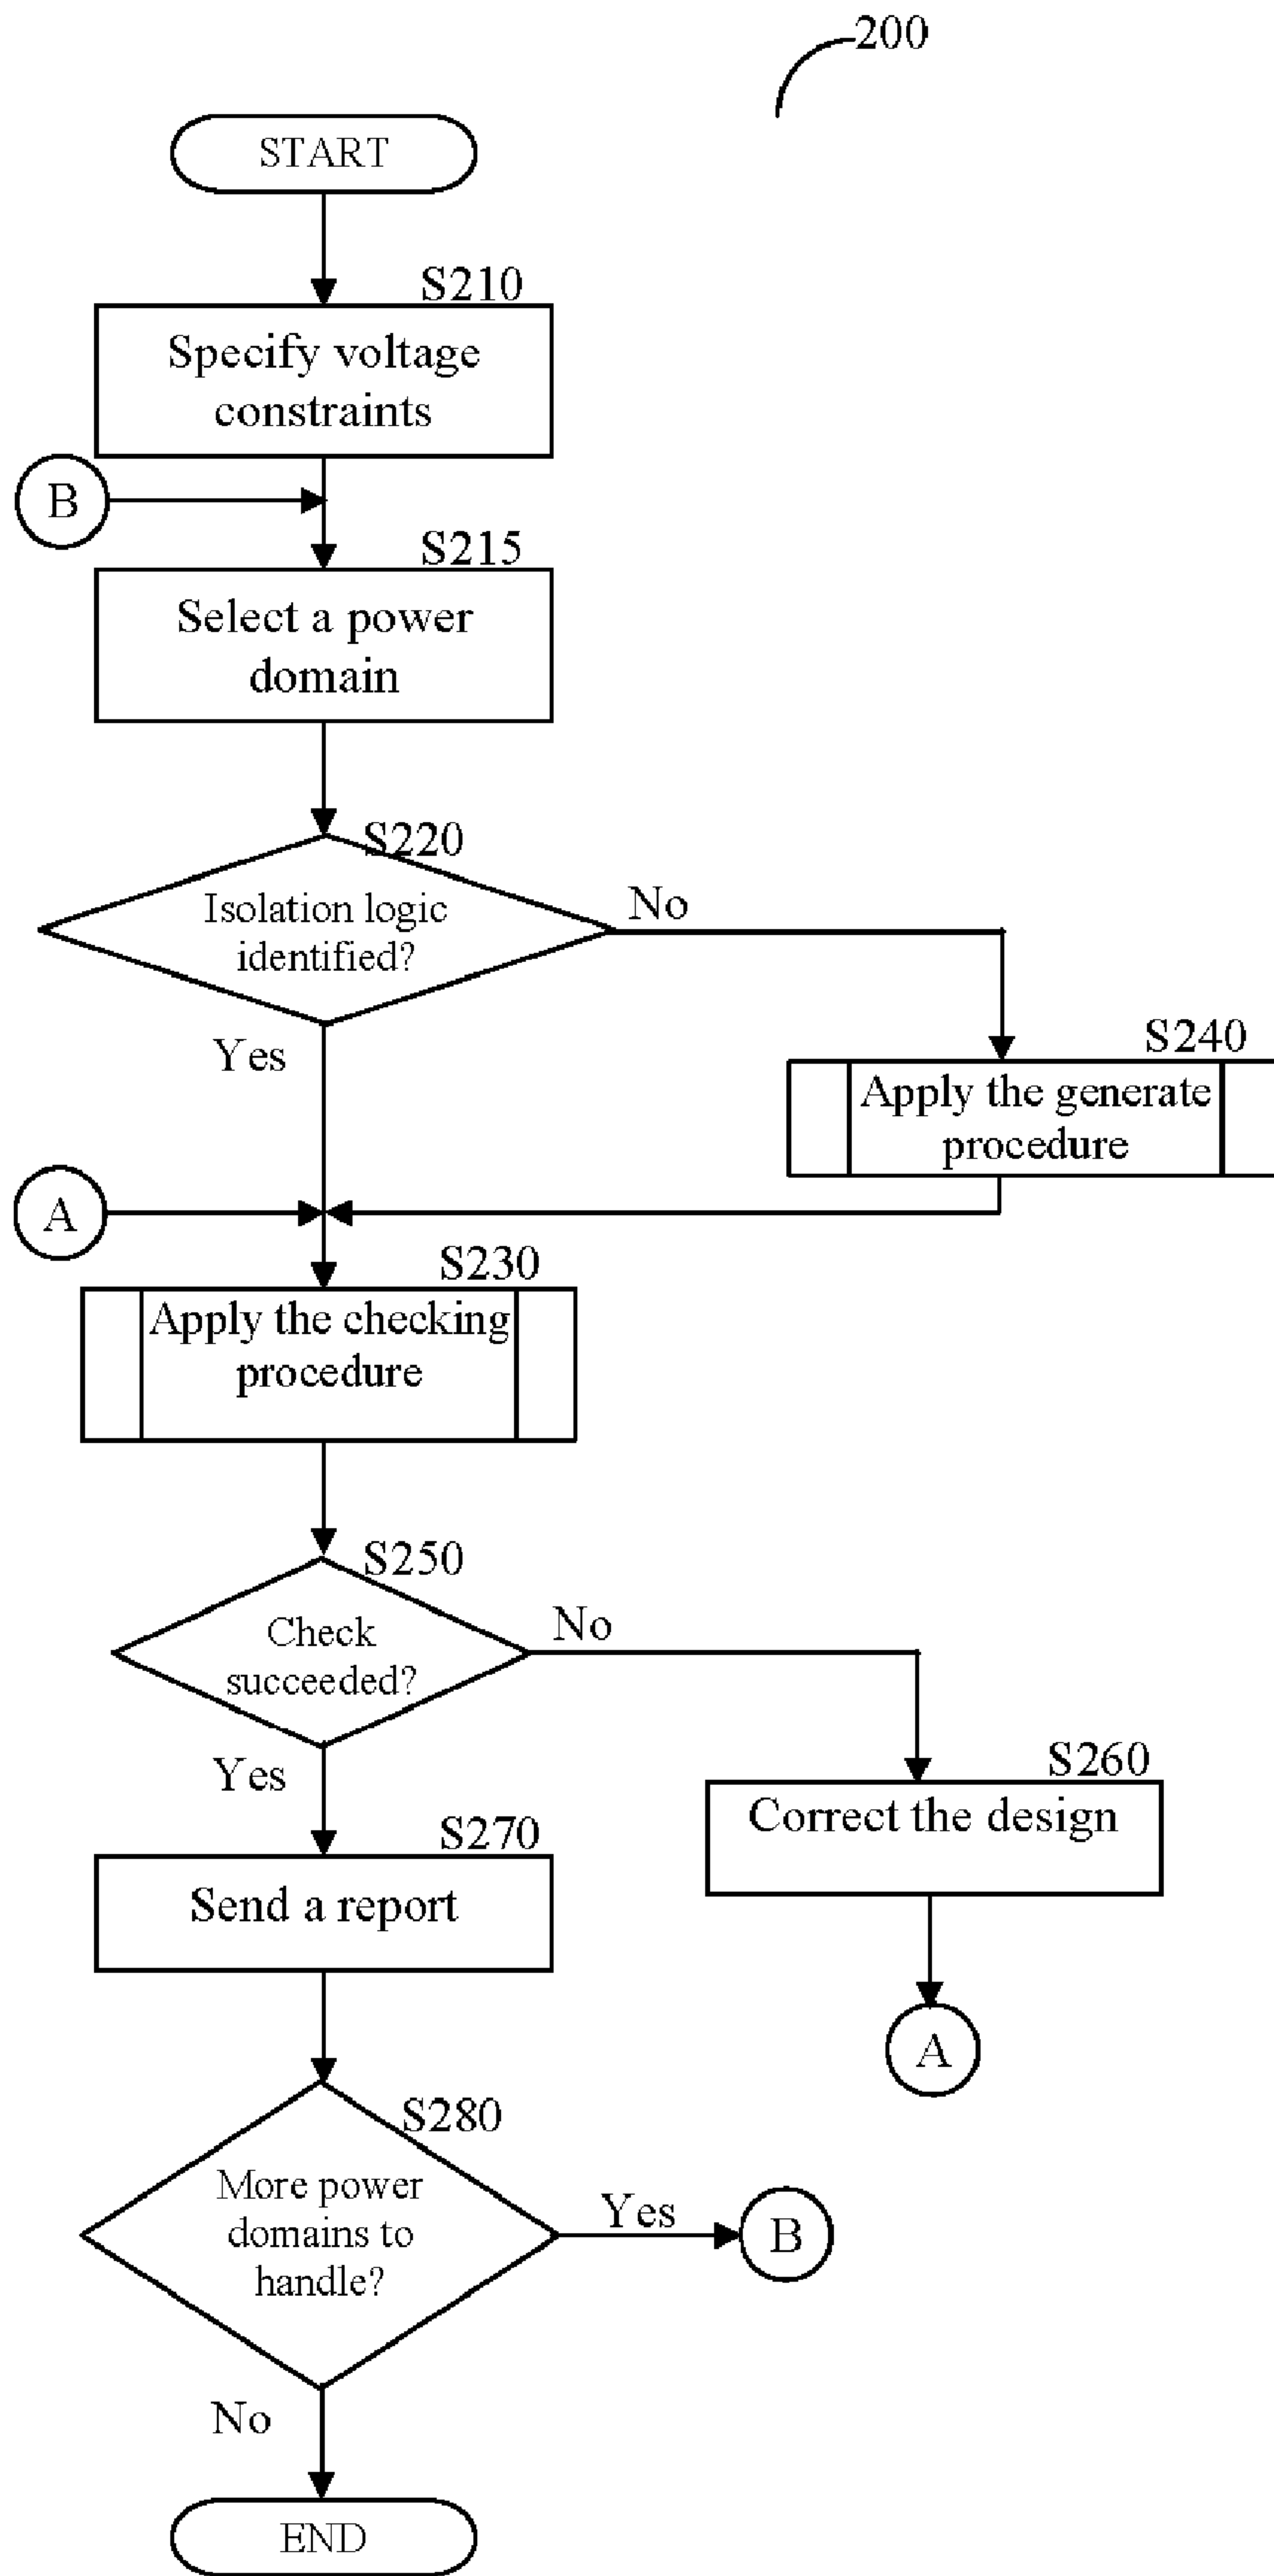 200
START
S210
Specify voltage
constraints
B
S215
Select a power
domain
S220
Isolation logic
identified?
No
Yes
S240
Apply the generate
procedure
A
S230
Apply the checking
procedure
S250
Check
succeeded?
No
Yes
S260
Correct the design
S270
Send a report
A
S280
More power
domains to
handle?
Yes
B
No
END